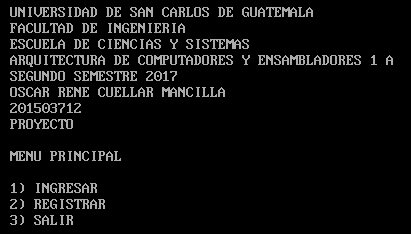 UNIVERSIDAD DE SAN CARLOS DE GUATEMALA
FACULTAD DE INGENIERIA
ESCUELA DE CIENCIAS Y SISTEMAS
ARQUITECTURA DE COMPUTADORES Y ENSAMBLADORES 1 A
SEGUNDO SEMESTRE 2017
OSCAR RENE CUELLAR MANCILLA
201503712
PROYECTO
MENU PRINCIPAL
1) INGRESAR
2) REGISTRAR
3) SALIR